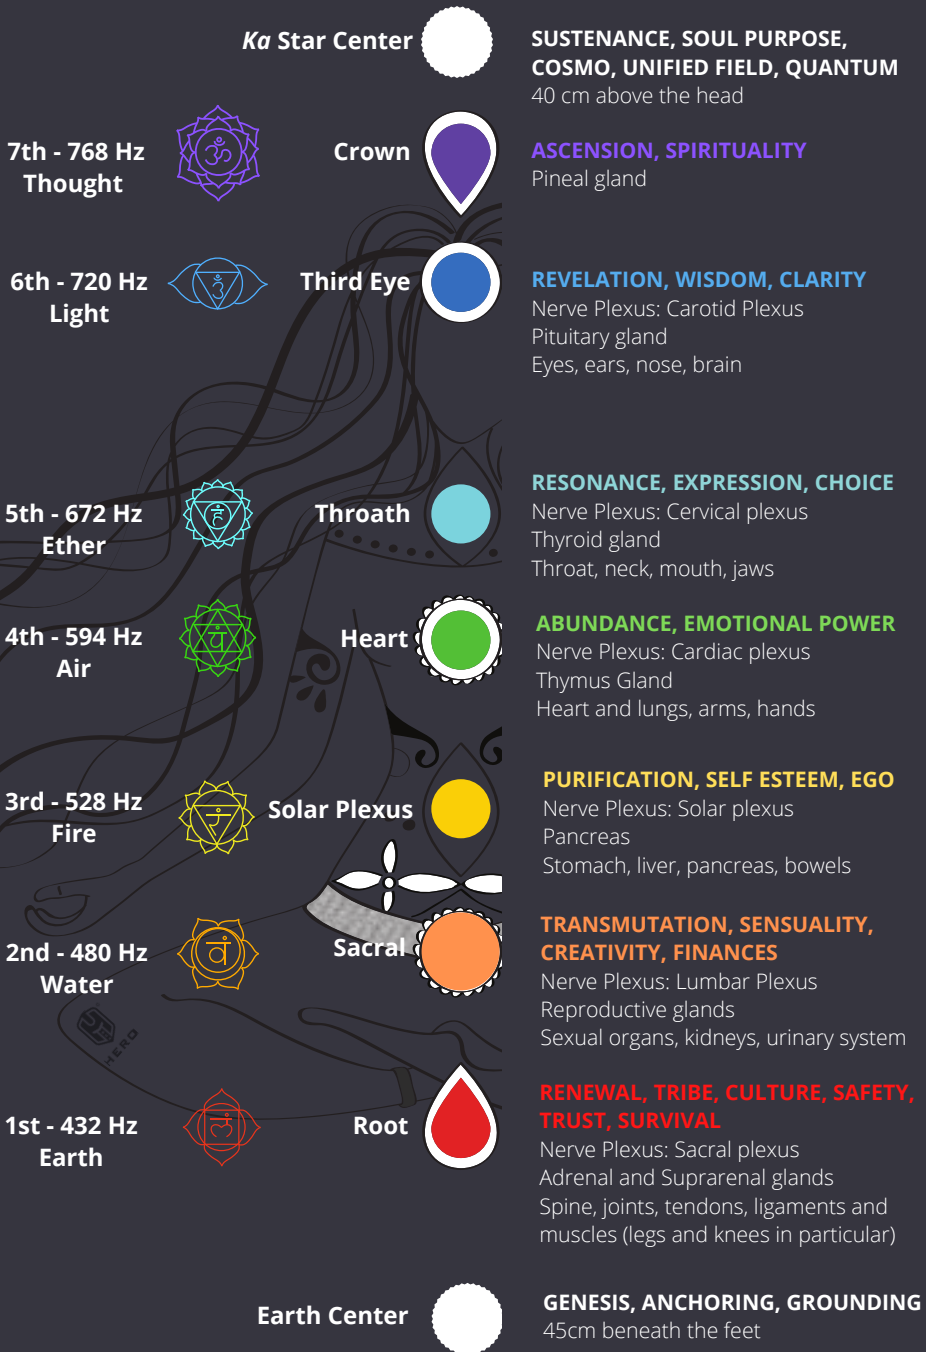 Ka Star Center
SUSTENANCE, SOUL PURPOSE,
COSMO, UNIFIED FIELD, QUANTUM
40 cm above the head
7th - 768 Hz
Thought
ॐ
Crown
ASCENSION, SPIRITUALITY
Pineal gland
6th - 720 Hz
Light
Third Eye
REVELATION, WISDOM, CLARITY
Nerve Plexus: Carotid Plexus
Pituitary gland
Eyes, ears, nose, brain
5th - 672 Hz
Ether
Throath
RESONANCE, EXPRESSION, CHOICE
Nerve Plexus: Cervical plexus
Thyroid gland
Throat, neck, mouth, jaws
4th - 594 Hz
Air
Heart
ABUNDANCE, EMOTIONAL POWER
Nerve Plexus: Cardiac plexus
Thymus Gland
Heart and lungs, arms, hands
3rd - 528 Hz
Fire
Solar Plexus
PURIFICATION, SELF ESTEEM, EGO
Nerve Plexus: Solar plexus
Pancreas
Stomach, liver, pancreas, bowels
2nd - 480 Hz
Water
Sacral
TRANSMUTATION, SENSUALITY,
CREATIVITY, FINANCES
Nerve Plexus: Lumbar Plexus
Reproductive glands
Sexual organs, kidneys, urinary system
HERO
1st - 432 Hz
Earth
Root
RENEWAL, TRIBE, CULTURE, SAFETY,
TRUST, SURVIVAL
Nerve Plexus: Sacral plexus
Adrenal and Suprarenal glands
Spine, joints, tendons, ligaments and
muscles (legs and knees in particular)
Earth Center
GENESIS, ANCHORING, GROUNDING
45cm beneath the feet